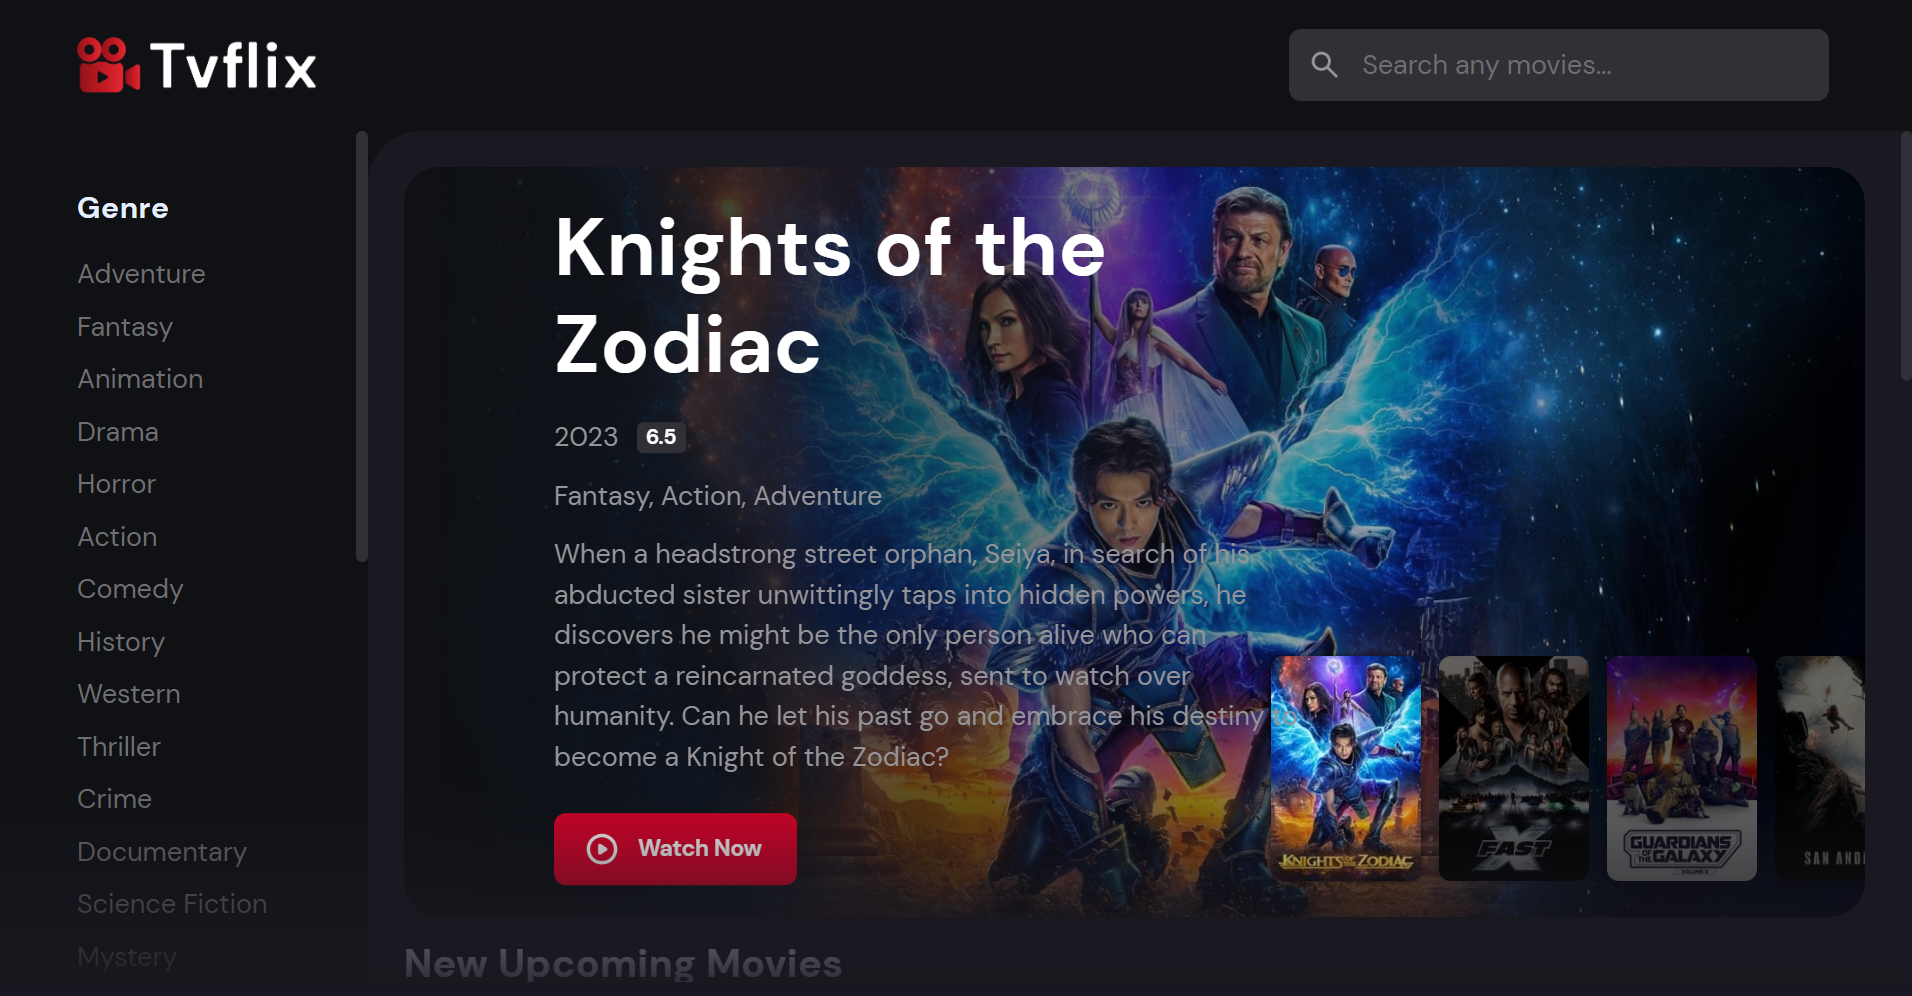 Tvflix
Search any movies...
Genre
Adventure
Fantasy
Animation
Drama
Horror
Action
Comedy
History
Western
Thriller
Crime
Documentary
Science Fiction
Mystery
Knights of the
Zodiac
2023 6.5
Fantasy, Action, Adventure
When a headstrong street orphan, Seiya, in search of his
abducted sister unwittingly taps into hidden powers, he
discovers he might be the only person alive who can
protect a reincarnated goddess, sent to watch over
humanity. Can he let his past go and embrace his destiny to
become a Knight of the Zodiac?
Watch Now
KNIGHTS OF THE ZODIAC
FAST X
GUARDIANS
OF THE GALAXY
VOLUME 3
SAN AND
New Upcoming Movies